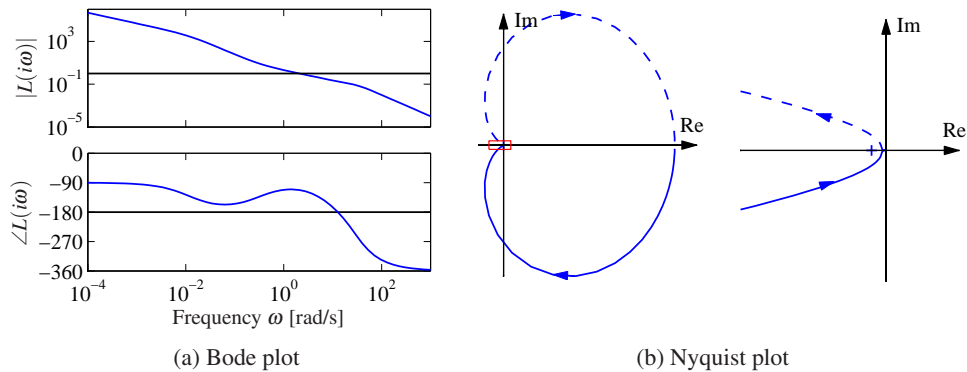 |L(iω)|
10^3
10^−1
10^−5
∠L(iω)
0
−90
−180
−270
−360
10^−4
10^−2
10^0
10^2
Frequency ω [rad/s]
(a) Bode plot
Im
Re
Im
Re
(b) Nyquist plot